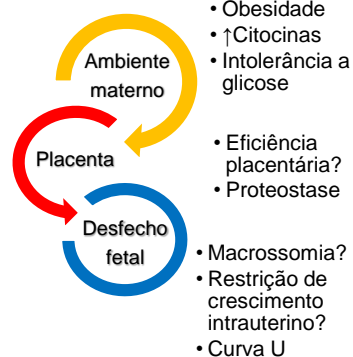 • Obesidade
• ↑Citocinas
• Intolerância a
glicose
Ambiente
materno
• Eficiência
placentária?
• Proteostase
Placenta
Desfecho
fetal
• Macrossomia?
• Restrição de
crescimento
intrauterino?
• Curva U